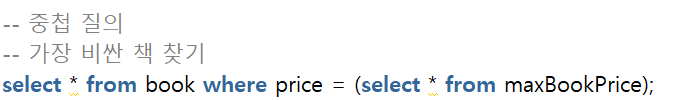 -- 중첩 질의
-- 가장 비싼 책 찾기
select * from book where price = (select * from maxBookPrice);